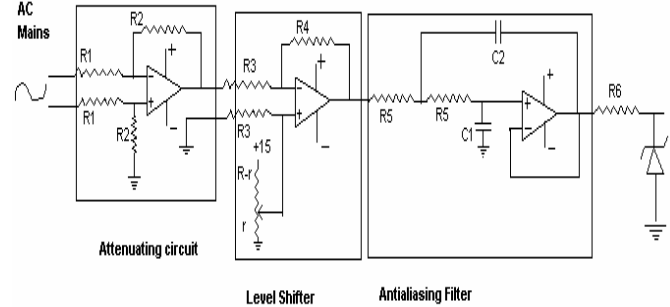 AC
Mains
R1
R2
+
−
−
+
R1
R2
−
Attenuating circuit
R3
R4
+
−
+
R3
−
+15
R-r
r
Level Shifter
C2
R5
R5
C1
+
+
−
−
R6
Antialiasing Filter